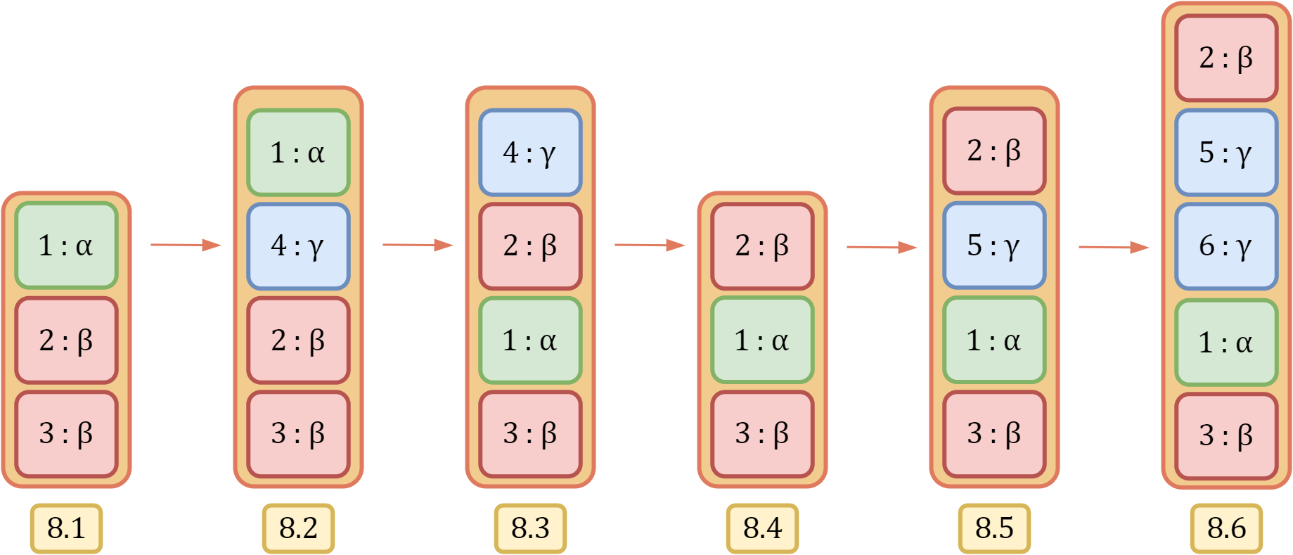 1 : α
2 : β
3 : β
8.1
1 : α
4 : γ
2 : β
3 : β
8.2
4 : γ
2 : β
1 : α
3 : β
8.3
2 : β
1 : α
3 : β
8.4
2 : β
5 : γ
1 : α
3 : β
8.5
2 : β
5 : γ
6 : γ
1 : α
3 : β
8.6